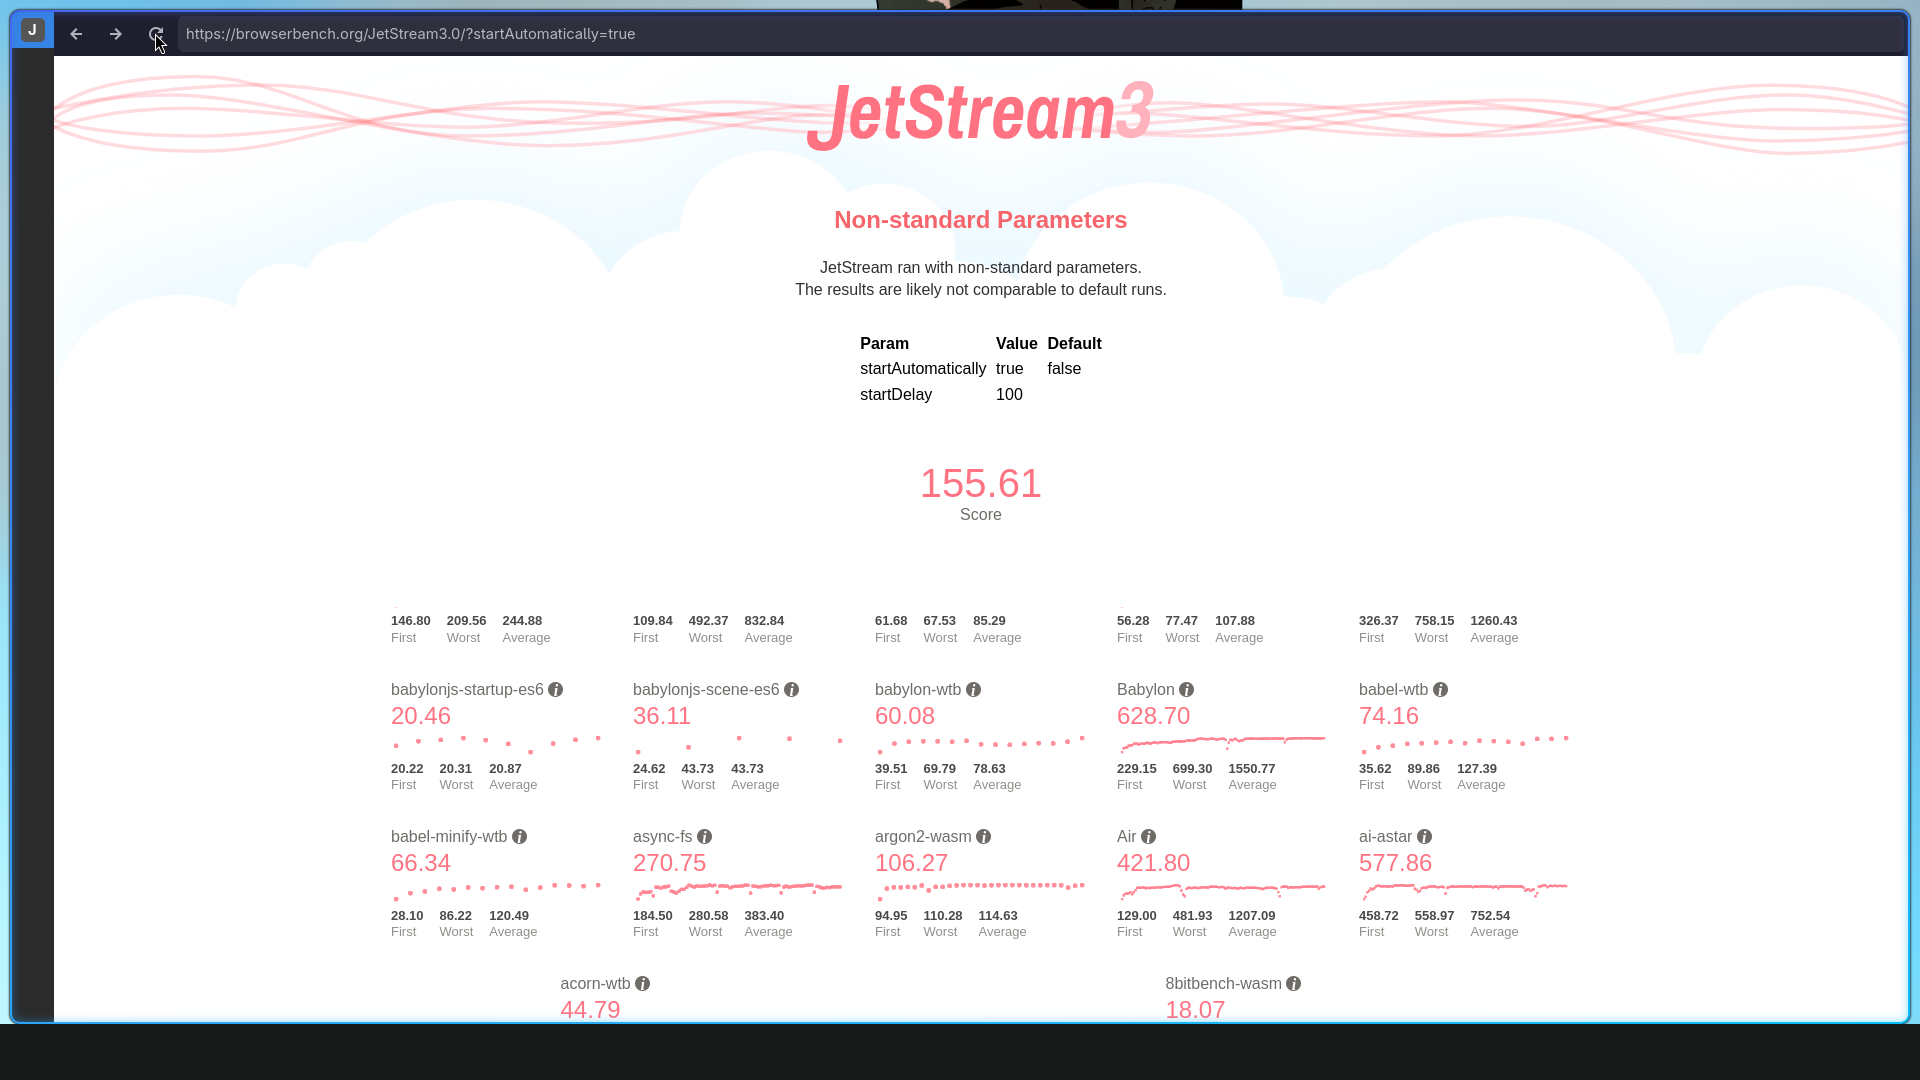 J
https://browserbench.org/JetStream3.0/?startAutomatically=true
JetStream3
Non-standard Parameters
JetStream ran with non-standard parameters.
The results are likely not comparable to default runs.
Param Value Default
startAutomatically true false
startDelay 100
155.61
Score
146.80 209.56 244.88 109.84 492.37 832.84 61.68 67.53 85.29 56.28 77.47 107.88 326.37 758.15 1260.43
First Worst Average First Worst Average First Worst Average First Worst Average First Worst Average
babylonjs-startup-es6 i babylonjs-scene-es6 i babylon-wtb i Babylon i babel-wtb i
20.46 36.11 60.08 628.70 74.16
20.22 20.31 20.87 24.62 43.73 43.73 39.51 69.79 78.63 229.15 699.30 1550.77 35.62 89.86 127.39
First Worst Average First Worst Average First Worst Average First Worst Average First Worst Average
babel-minify-wtb i async-fs i argon2-wasm i Air i ai-astar i
66.34 270.75 106.27 421.80 577.86
28.10 86.22 120.49 184.50 280.58 383.40 94.95 110.28 114.63 129.00 481.93 1207.09 458.72 558.97 752.54
First Worst Average First Worst Average First Worst Average First Worst Average First Worst Average
acorn-wtb i 8bitbench-wasm i
44.79 18.07